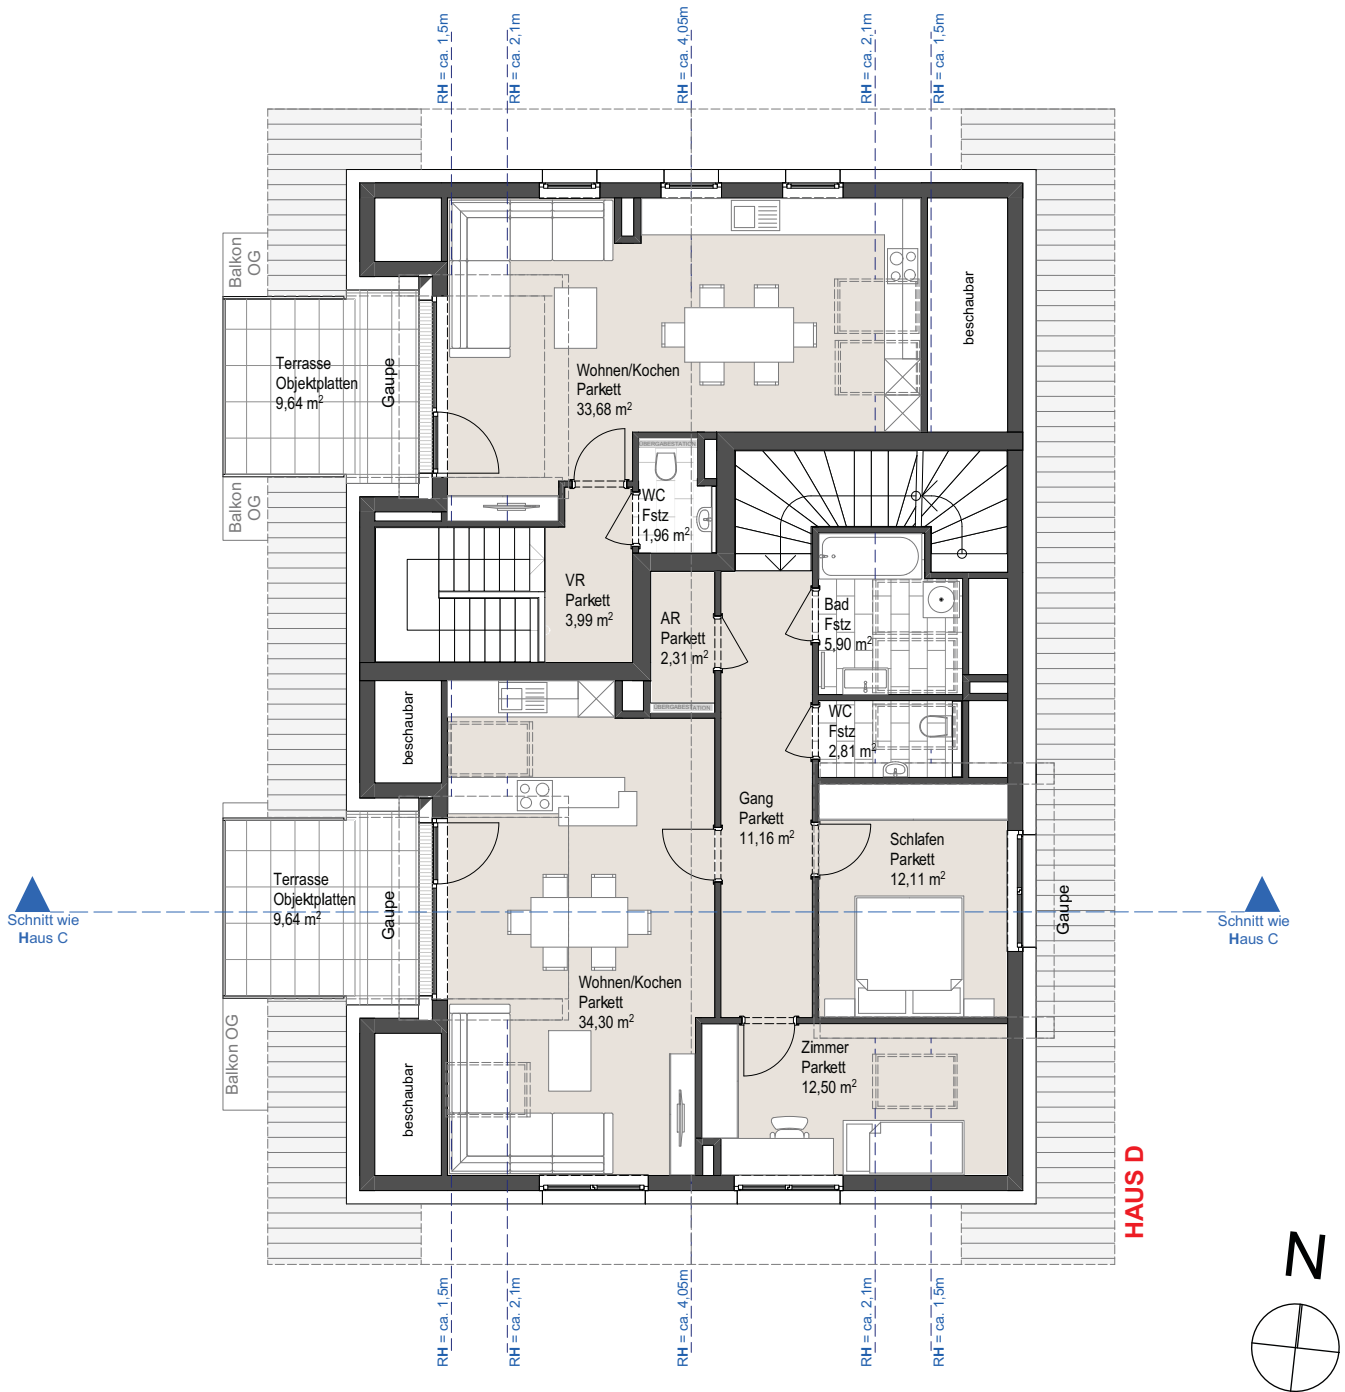 RH = ca. 1,5m
RH = ca. 2,1m
RH = ca. 4,05m
RH = ca. 2,1m
RH = ca. 1,5m
Balkon
OG
beschaubar
Terrasse
Objektplatten
9,64 m²
Gaupe
Wohnen/Kochen
Parkett
33,68 m²
ÜBERGABESTATION
Balkon
OG
WC
Fstz
1,96 m²
VR
Parkett
3,99 m²
AR
Parkett
2,31 m²
Bad
Fstz
5,90 m²
ÜBERGABESTATION
beschaubar
WC
Fstz
2,81 m²
Gang
Parkett
11,16 m²
Schlafen
Parkett
12,11 m²
Terrasse
Objektplatten
9,64 m²
Gaupe
Gaupe
Schnitt wie
Haus C
Schnitt wie
Haus C
Wohnen/Kochen
Parkett
34,30 m²
Balkon OG
beschaubar
Zimmer
Parkett
12,50 m²
HAUS D
N
RH = ca. 1,5m
RH = ca. 2,1m
RH = ca. 4,05m
RH = ca. 2,1m
RH = ca. 1,5m